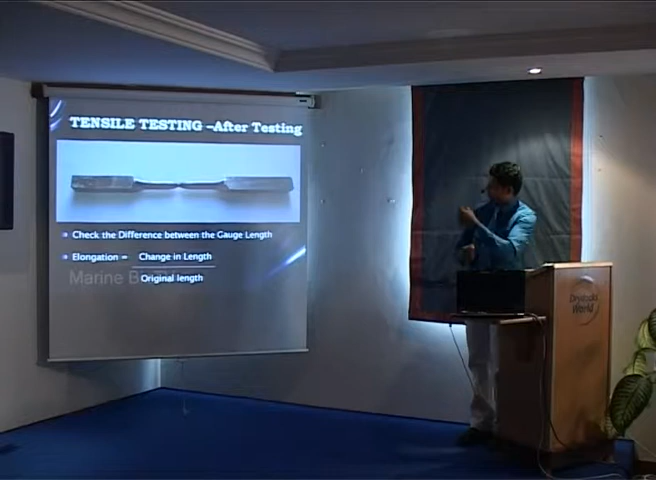 TENSILE TESTING -After Testing
Check the Difference between the Gauge Length
Elongation = Change in Length
Original length
Marine B
Drydocks
World